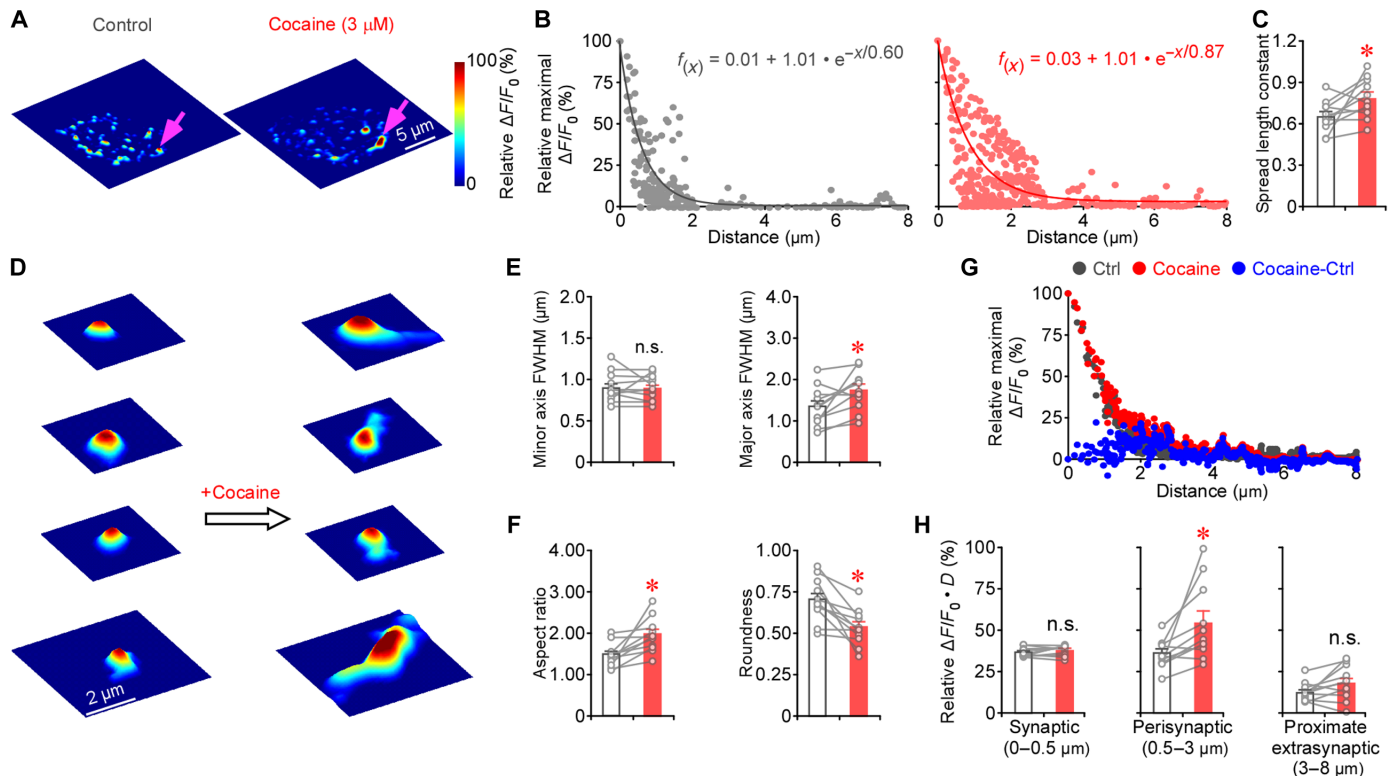 A
Control
Cocaine (3 μM)
100
0
Relative ΔF/F0 (%)
5 μm
B
f(x) = 0.01 + 1.01 • e−x/0.60
f(x) = 0.03 + 1.01 • e−x/0.87
Relative maximal
ΔF/F0 (%)
100
75
50
25
0
0 2 4 6 8
Distance (μm)
0 2 4 6 8
Distance (μm)
C
*
Spread length constant
1.2
0.9
0.6
0.3
0
D
+Cocaine
2 μm
E
Minor axis FWHM (μm)
2.0
1.5
1.0
0.5
0
n.s.
Major axis FWHM (μm)
4.0
3.0
2.0
1.0
0
*
F
Aspect ratio
4.00
3.00
2.00
1.00
0
*
Roundness
1.00
0.75
0.50
0.25
0
*
G
Ctrl
Cocaine
Cocaine-Ctrl
Relative maximal
ΔF/F0 (%)
100
75
50
25
0
0 2 4 6 8
Distance (μm)
H
Relative ΔF/F0 • D (%)
100
75
50
25
0
n.s.
*
n.s.
Synaptic
(0–0.5 μm)
Perisynaptic
(0.5–3 μm)
Proximate
extrasynaptic
(3–8 μm)